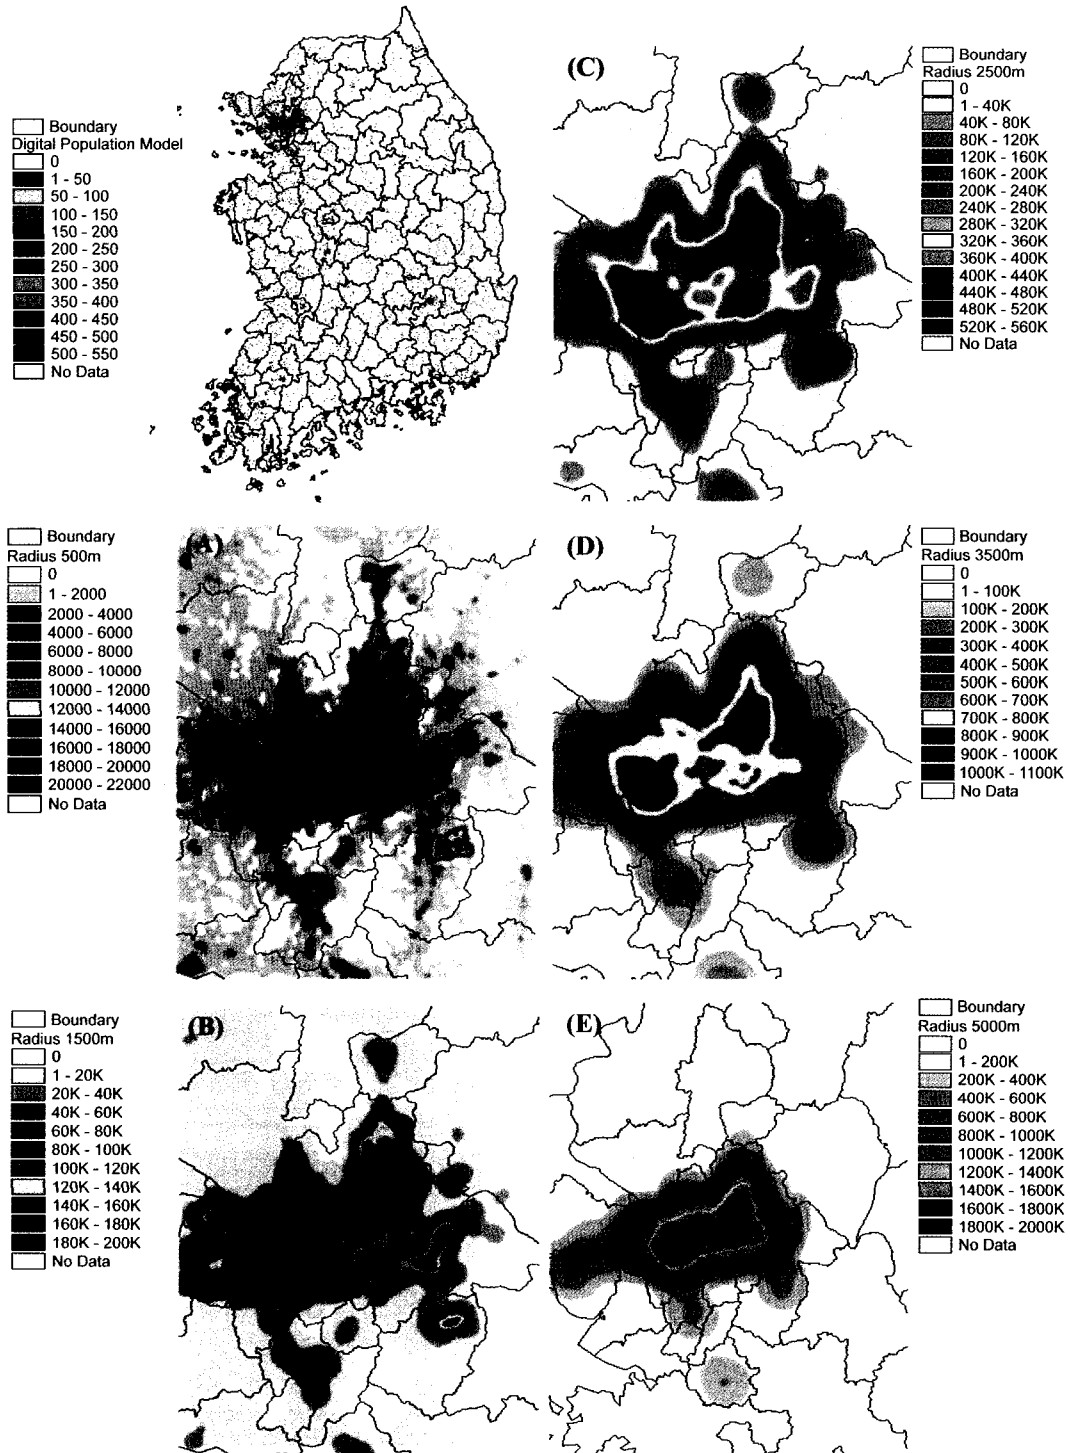 Boundary
Digital Population Model
0
1 - 50
50 - 100
100 - 150
150 - 200
200 - 250
250 - 300
300 - 350
350 - 400
400 - 450
450 - 500
500 - 550
No Data
(C)
Boundary
Radius 2500m
0
1 - 40K
40K - 80K
80K - 120K
120K - 160K
160K - 200K
200K - 240K
240K - 280K
280K - 320K
320K - 360K
360K - 400K
400K - 440K
440K - 480K
480K - 520K
520K - 560K
No Data
Boundary
Radius 500m
0
1 - 2000
2000 - 4000
4000 - 6000
6000 - 8000
8000 - 10000
10000 - 12000
12000 - 14000
14000 - 16000
16000 - 18000
18000 - 20000
20000 - 22000
No Data
(A)
(D)
Boundary
Radius 3500m
0
1 - 100K
100K - 200K
200K - 300K
300K - 400K
400K - 500K
500K - 600K
600K - 700K
700K - 800K
800K - 900K
900K - 1000K
1000K - 1100K
No Data
Boundary
Radius 1500m
0
1 - 20K
20K - 40K
40K - 60K
60K - 80K
80K - 100K
100K - 120K
120K - 140K
140K - 160K
160K - 180K
180K - 200K
No Data
(B)
(E)
Boundary
Radius 5000m
0
1 - 200K
200K - 400K
400K - 600K
600K - 800K
800K - 1000K
1000K - 1200K
1200K - 1400K
1400K - 1600K
1600K - 1800K
1800K - 2000K
No Data